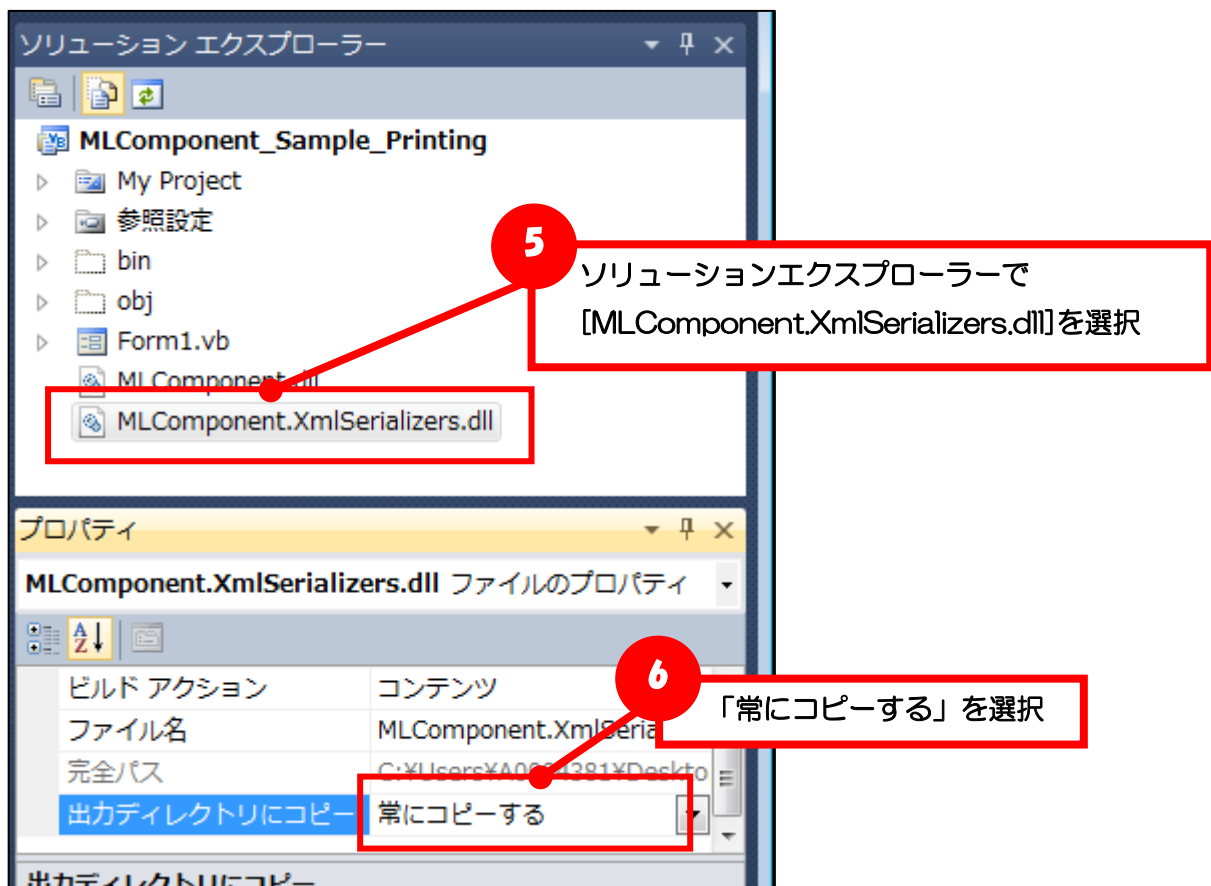 ソリューション エクスプローラー
MLComponent_Sample_Printing
My Project
参照設定
bin
obj
Form1.vb
MLComponent.dll
MLComponent.XmlSerializers.dll
5
ソリューションエクスプローラーで
[MLComponent.XmlSerializers.dll]を選択
プロパティ
MLComponent.XmlSerializers.dll ファイルのプロパティ
ビルド アクション コンテンツ
ファイル名 MLComponent.XmlSeria
完全パス
出力ディレクトリにコピー 常にコピーする
6
「常にコピーする」を選択
出力ディレクトリにコピー